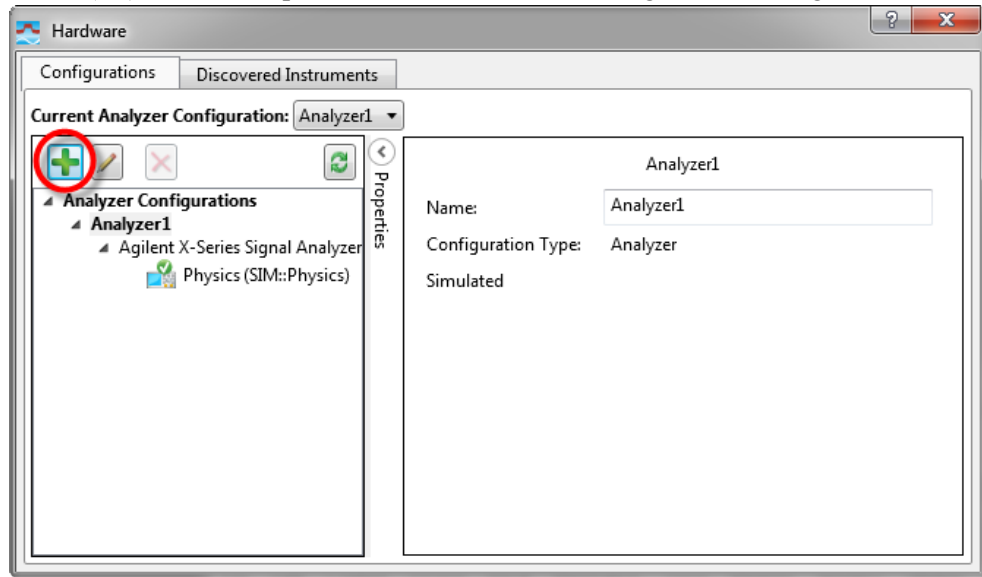 Hardware
?
X
Configurations
Discovered Instruments
Current Analyzer Configuration: Analyzer1
Properties
Analyzer Configurations
Analyzer1
Agilent X-Series Signal Analyzer
Physics (SIM::Physics)
Analyzer1
Name: Analyzer1
Configuration Type: Analyzer
Simulated